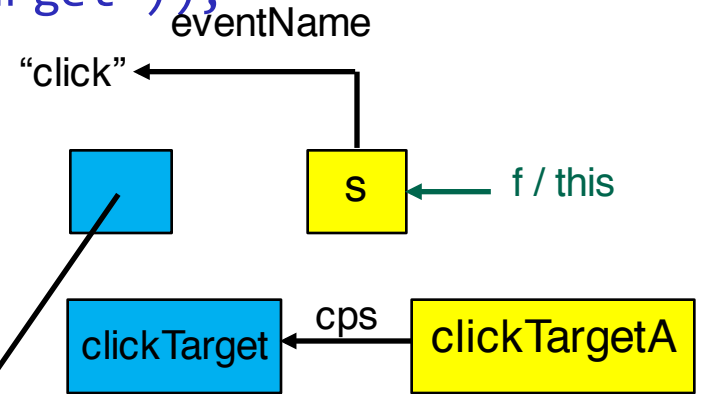 eventName
“click”
s
f / this
clickTarget
cps
clickTargetA